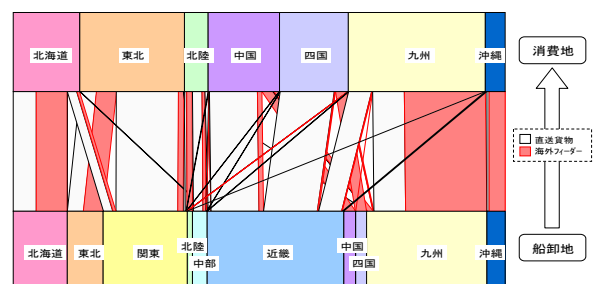 北海道
東北
北陸
中国
四国
九州
沖縄
消費地
直送貨物
海外フィーダー
北海道
東北
関東
北陸
中部
近畿
中国
四国
九州
沖縄
船卸地